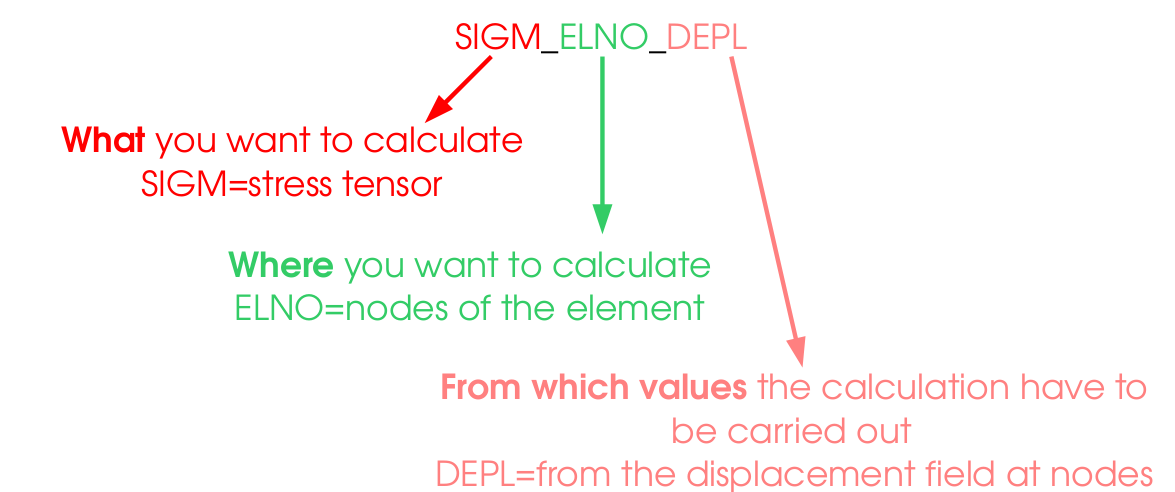 SIGM_ELNO_DEPL
What you want to calculate
SIGM=stress tensor
Where you want to calculate
ELNO=nodes of the element
From which values the calculation have to
be carried out
DEPL=from the displacement field at nodes